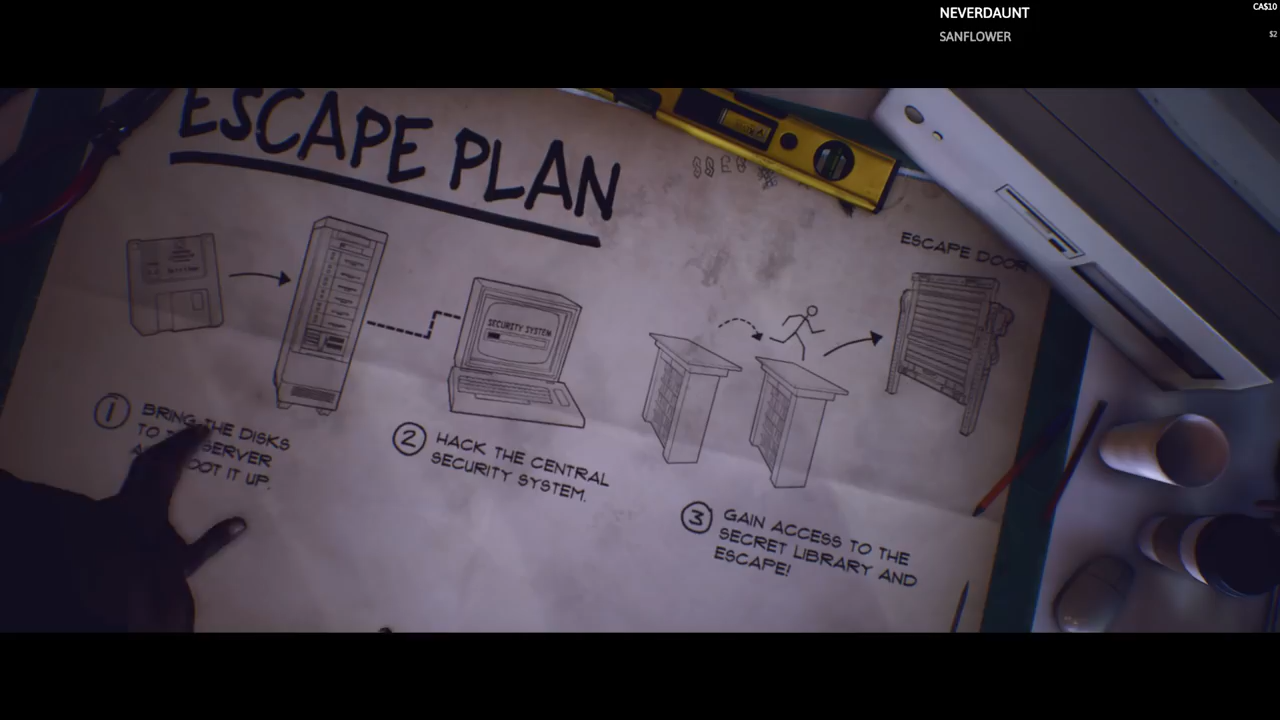 NEVERDAUNT
CA$10
SANFLOWER
$2
ESCAPE PLAN
ESCAPE DOOR
SECURITY SYSTEM
1
BRING THE DISKS
TO SERVER
IT UP.
2
HACK THE CENTRAL
SECURITY SYSTEM.
3
GAIN ACCESS TO THE
SECRET LIBRARY AND
ESCAPE!